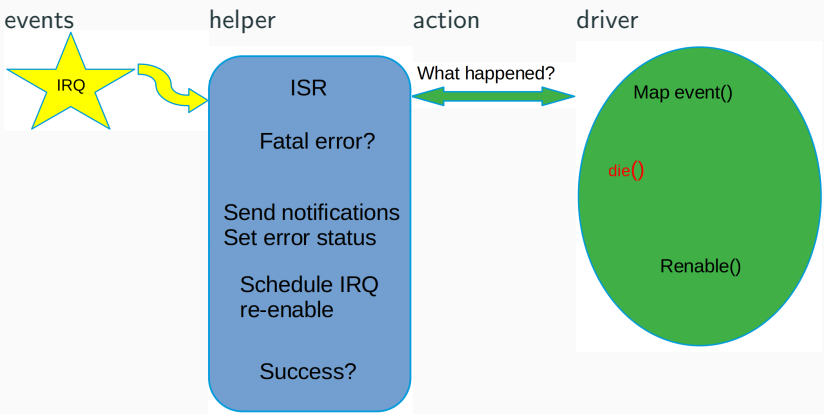 events
helper
action
driver
IRQ
ISR
What happened?
Map event()
Fatal error?
die()
Send notifications
Set error status
Schedule IRQ
re-enable
Renable()
Success?